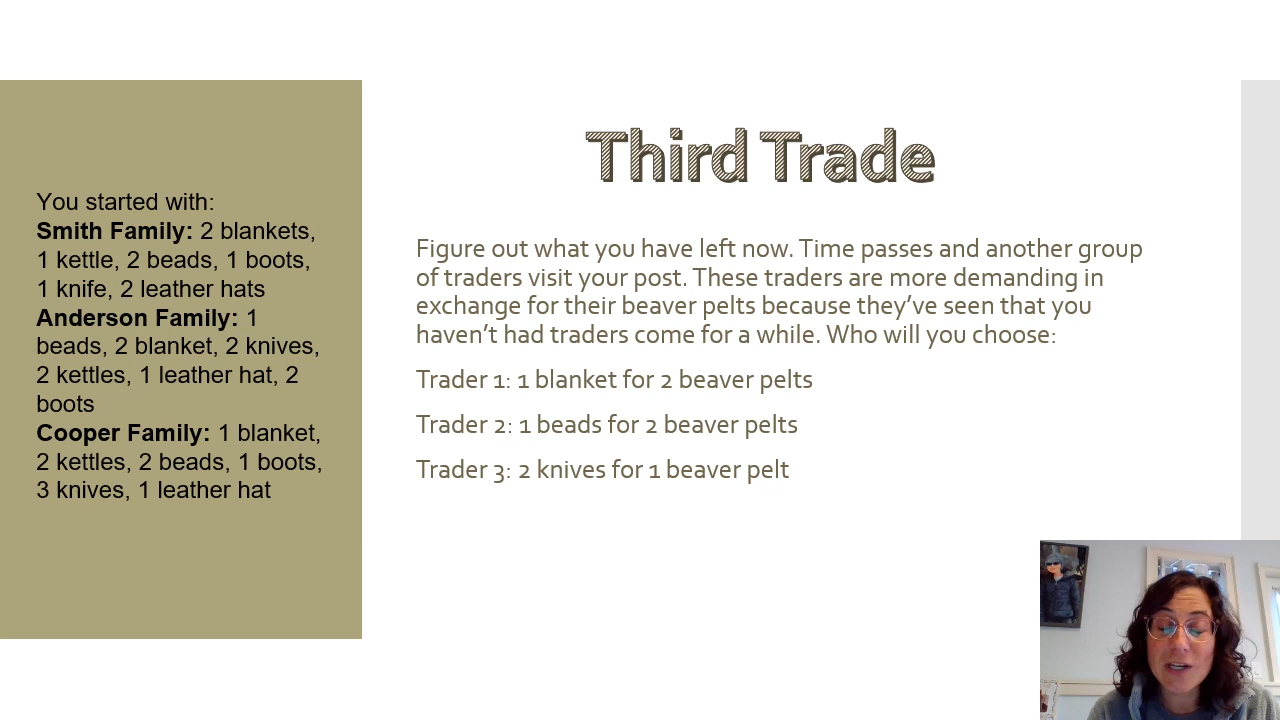 You started with:
Smith Family: 2 blankets,
1 kettle, 2 beads, 1 boots,
1 knife, 2 leather hats
Anderson Family: 1
beads, 2 blanket, 2 knives,
2 kettles, 1 leather hat, 2
boots
Cooper Family: 1 blanket,
2 kettles, 2 beads, 1 boots,
3 knives, 1 leather hat
Third Trade
Figure out what you have left now. Time passes and another group
of traders visit your post. These traders are more demanding in
exchange for their beaver pelts because they’ve seen that you
haven’t had traders come for a while. Who will you choose:
Trader 1: 1 blanket for 2 beaver pelts
Trader 2: 1 beads for 2 beaver pelts
Trader 3: 2 knives for 1 beaver pelt